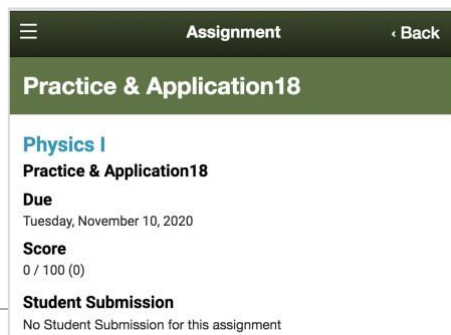 Assignment
‹ Back
Practice & Application18
Physics I
Practice & Application18
Due
Tuesday, November 10, 2020
Score
0 / 100 (0)
Student Submission
No Student Submission for this assignment